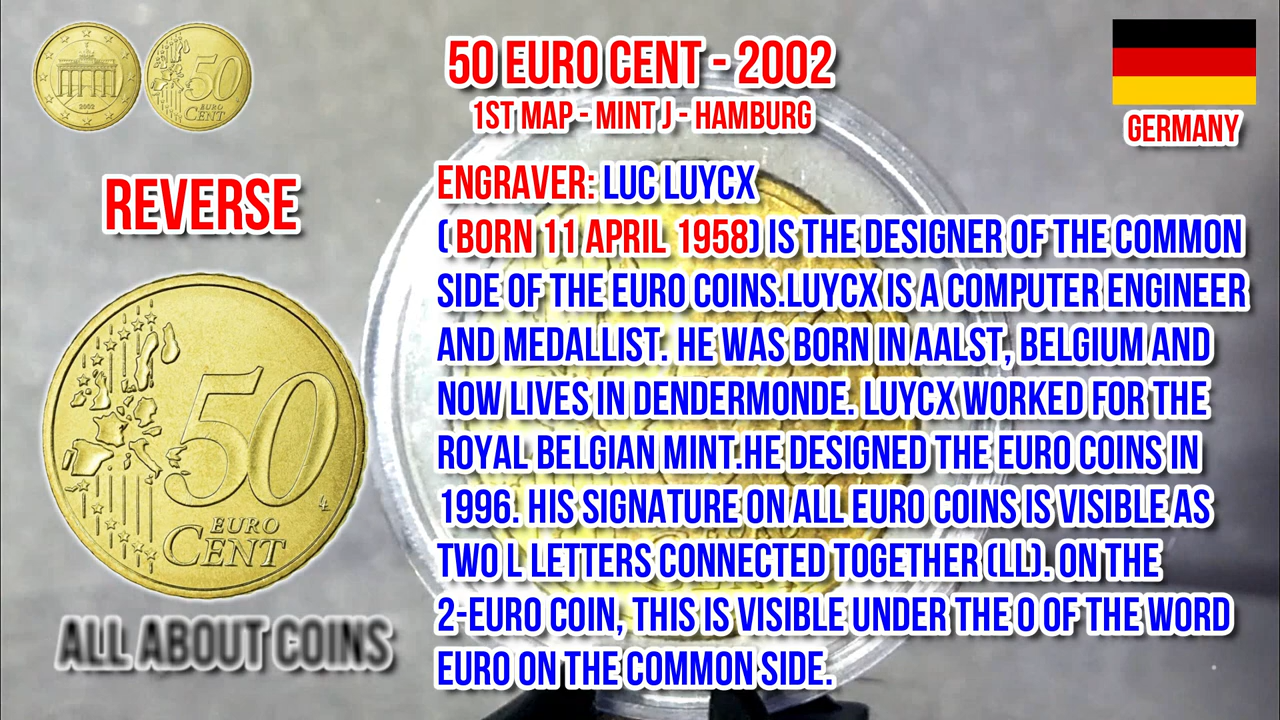 50 EURO CENT - 2002
1ST MAP - MINT J - HAMBURG
GERMANY
2002
50
EURO
CENT
REVERSE
50
EURO
CENT
ALL ABOUT COINS
ENGRAVER: LUC LUYCX
( BORN 11 APRIL 1958) IS THE DESIGNER OF THE COMMON
SIDE OF THE EURO COINS.LUYCX IS A COMPUTER ENGINEER
AND MEDALLIST. HE WAS BORN IN AALST, BELGIUM AND
NOW LIVES IN DENDERMONDE. LUYCX WORKED FOR THE
ROYAL BELGIAN MINT.HE DESIGNED THE EURO COINS IN
1996. HIS SIGNATURE ON ALL EURO COINS IS VISIBLE AS
TWO L LETTERS CONNECTED TOGETHER (LL). ON THE
2-EURO COIN, THIS IS VISIBLE UNDER THE O OF THE WORD
EURO ON THE COMMON SIDE.